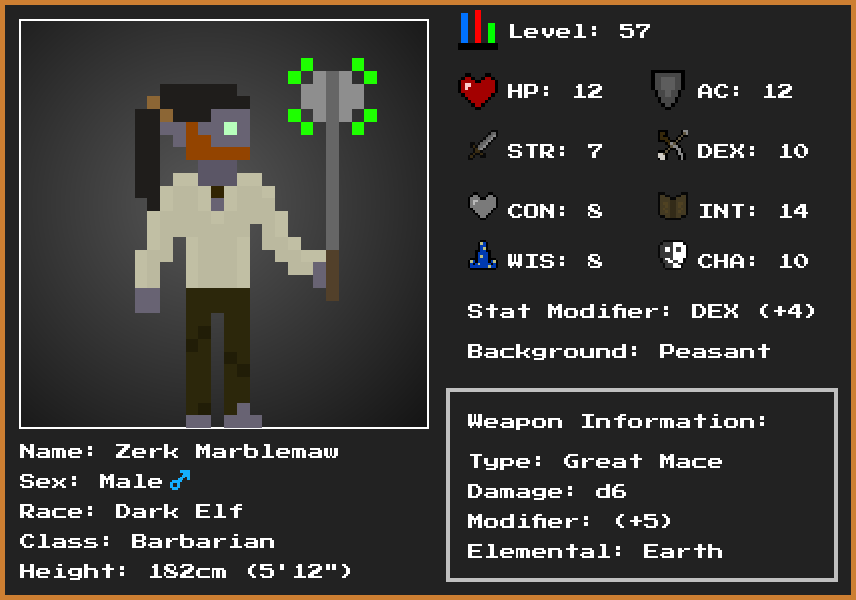 Level: 57
HP: 12
AC: 12
STR: 7
DEX: 10
CON: 8
INT: 14
WIS: 8
CHA: 10
Stat Modifier: DEX (+4)
Background: Peasant
Weapon Information:
Type: Great Mace
Damage: d6
Modifier: (+5)
Elemental: Earth
Name: Zerk Marblemaw
Sex: Male ♂
Race: Dark Elf
Class: Barbarian
Height: 182cm (5'12")